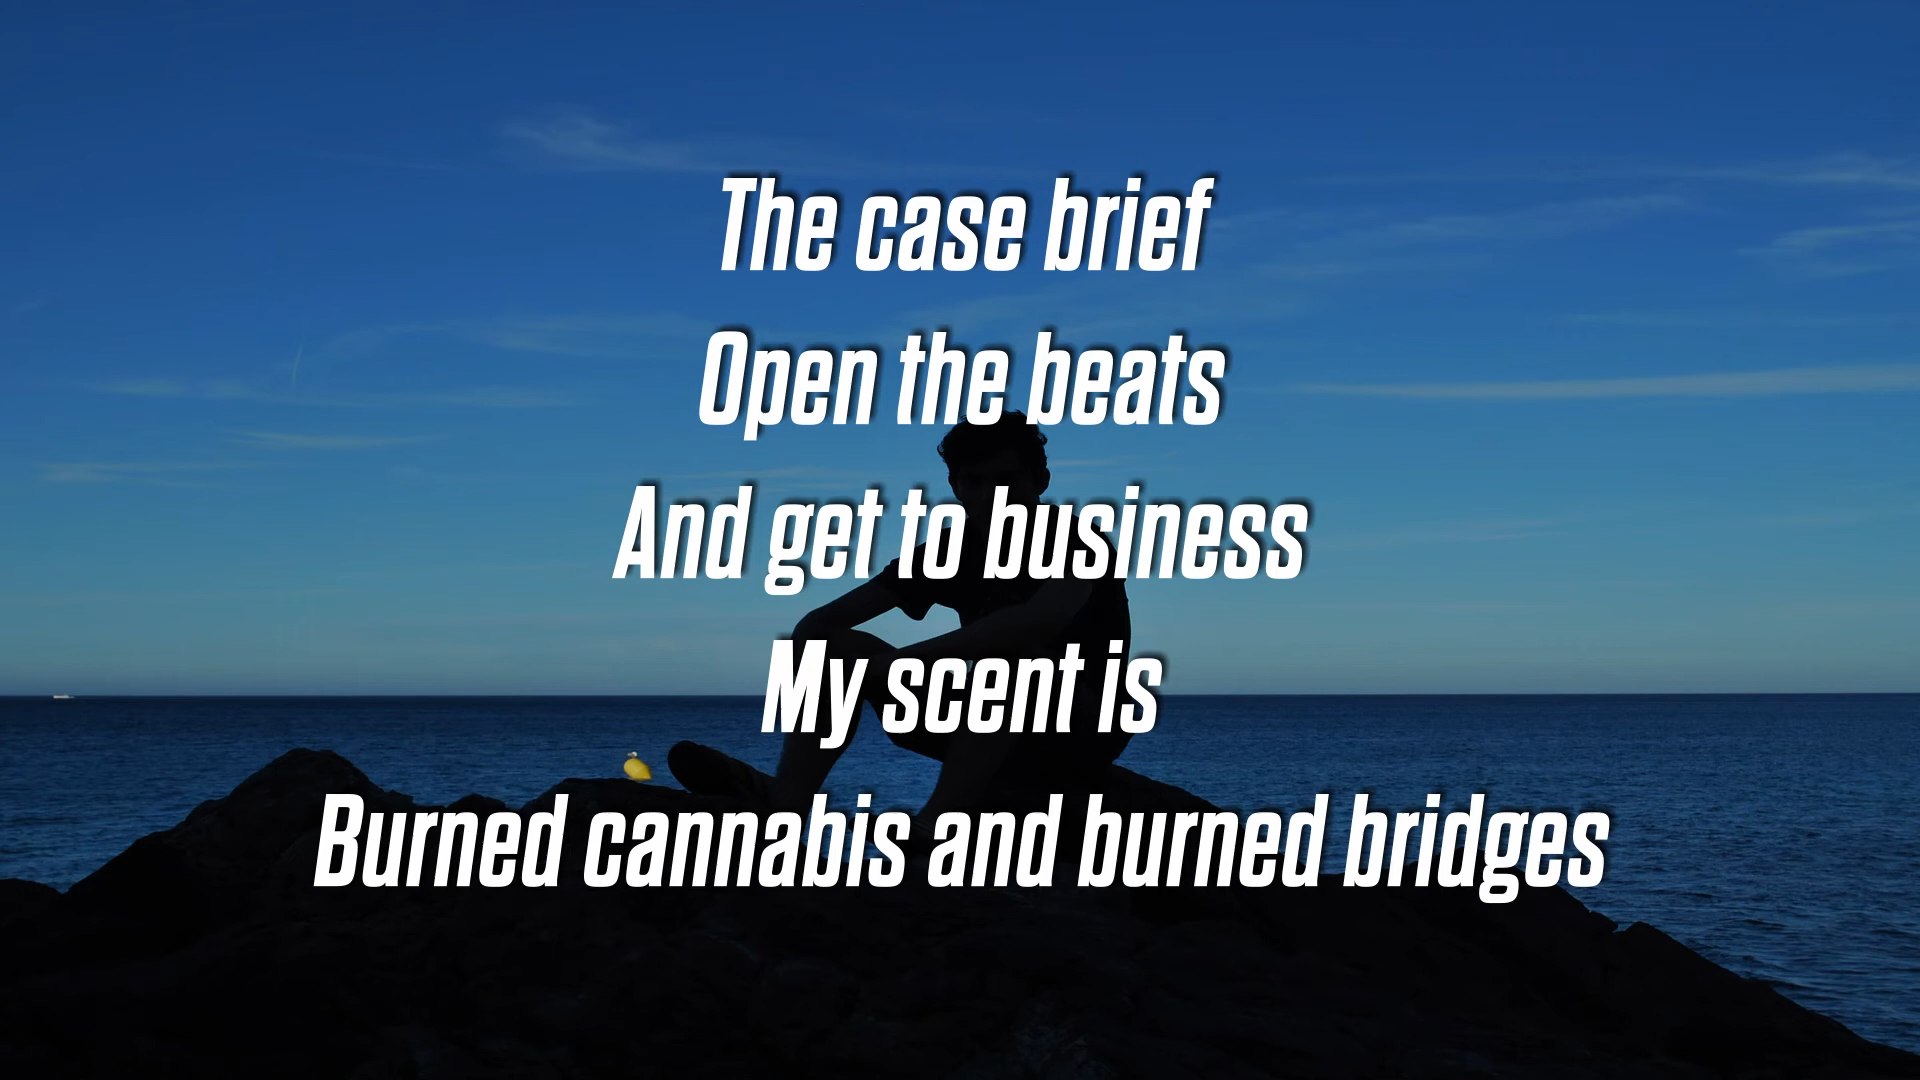 The case brief
Open the beats
And get to business
My scent is
Burned cannabis and burned bridges